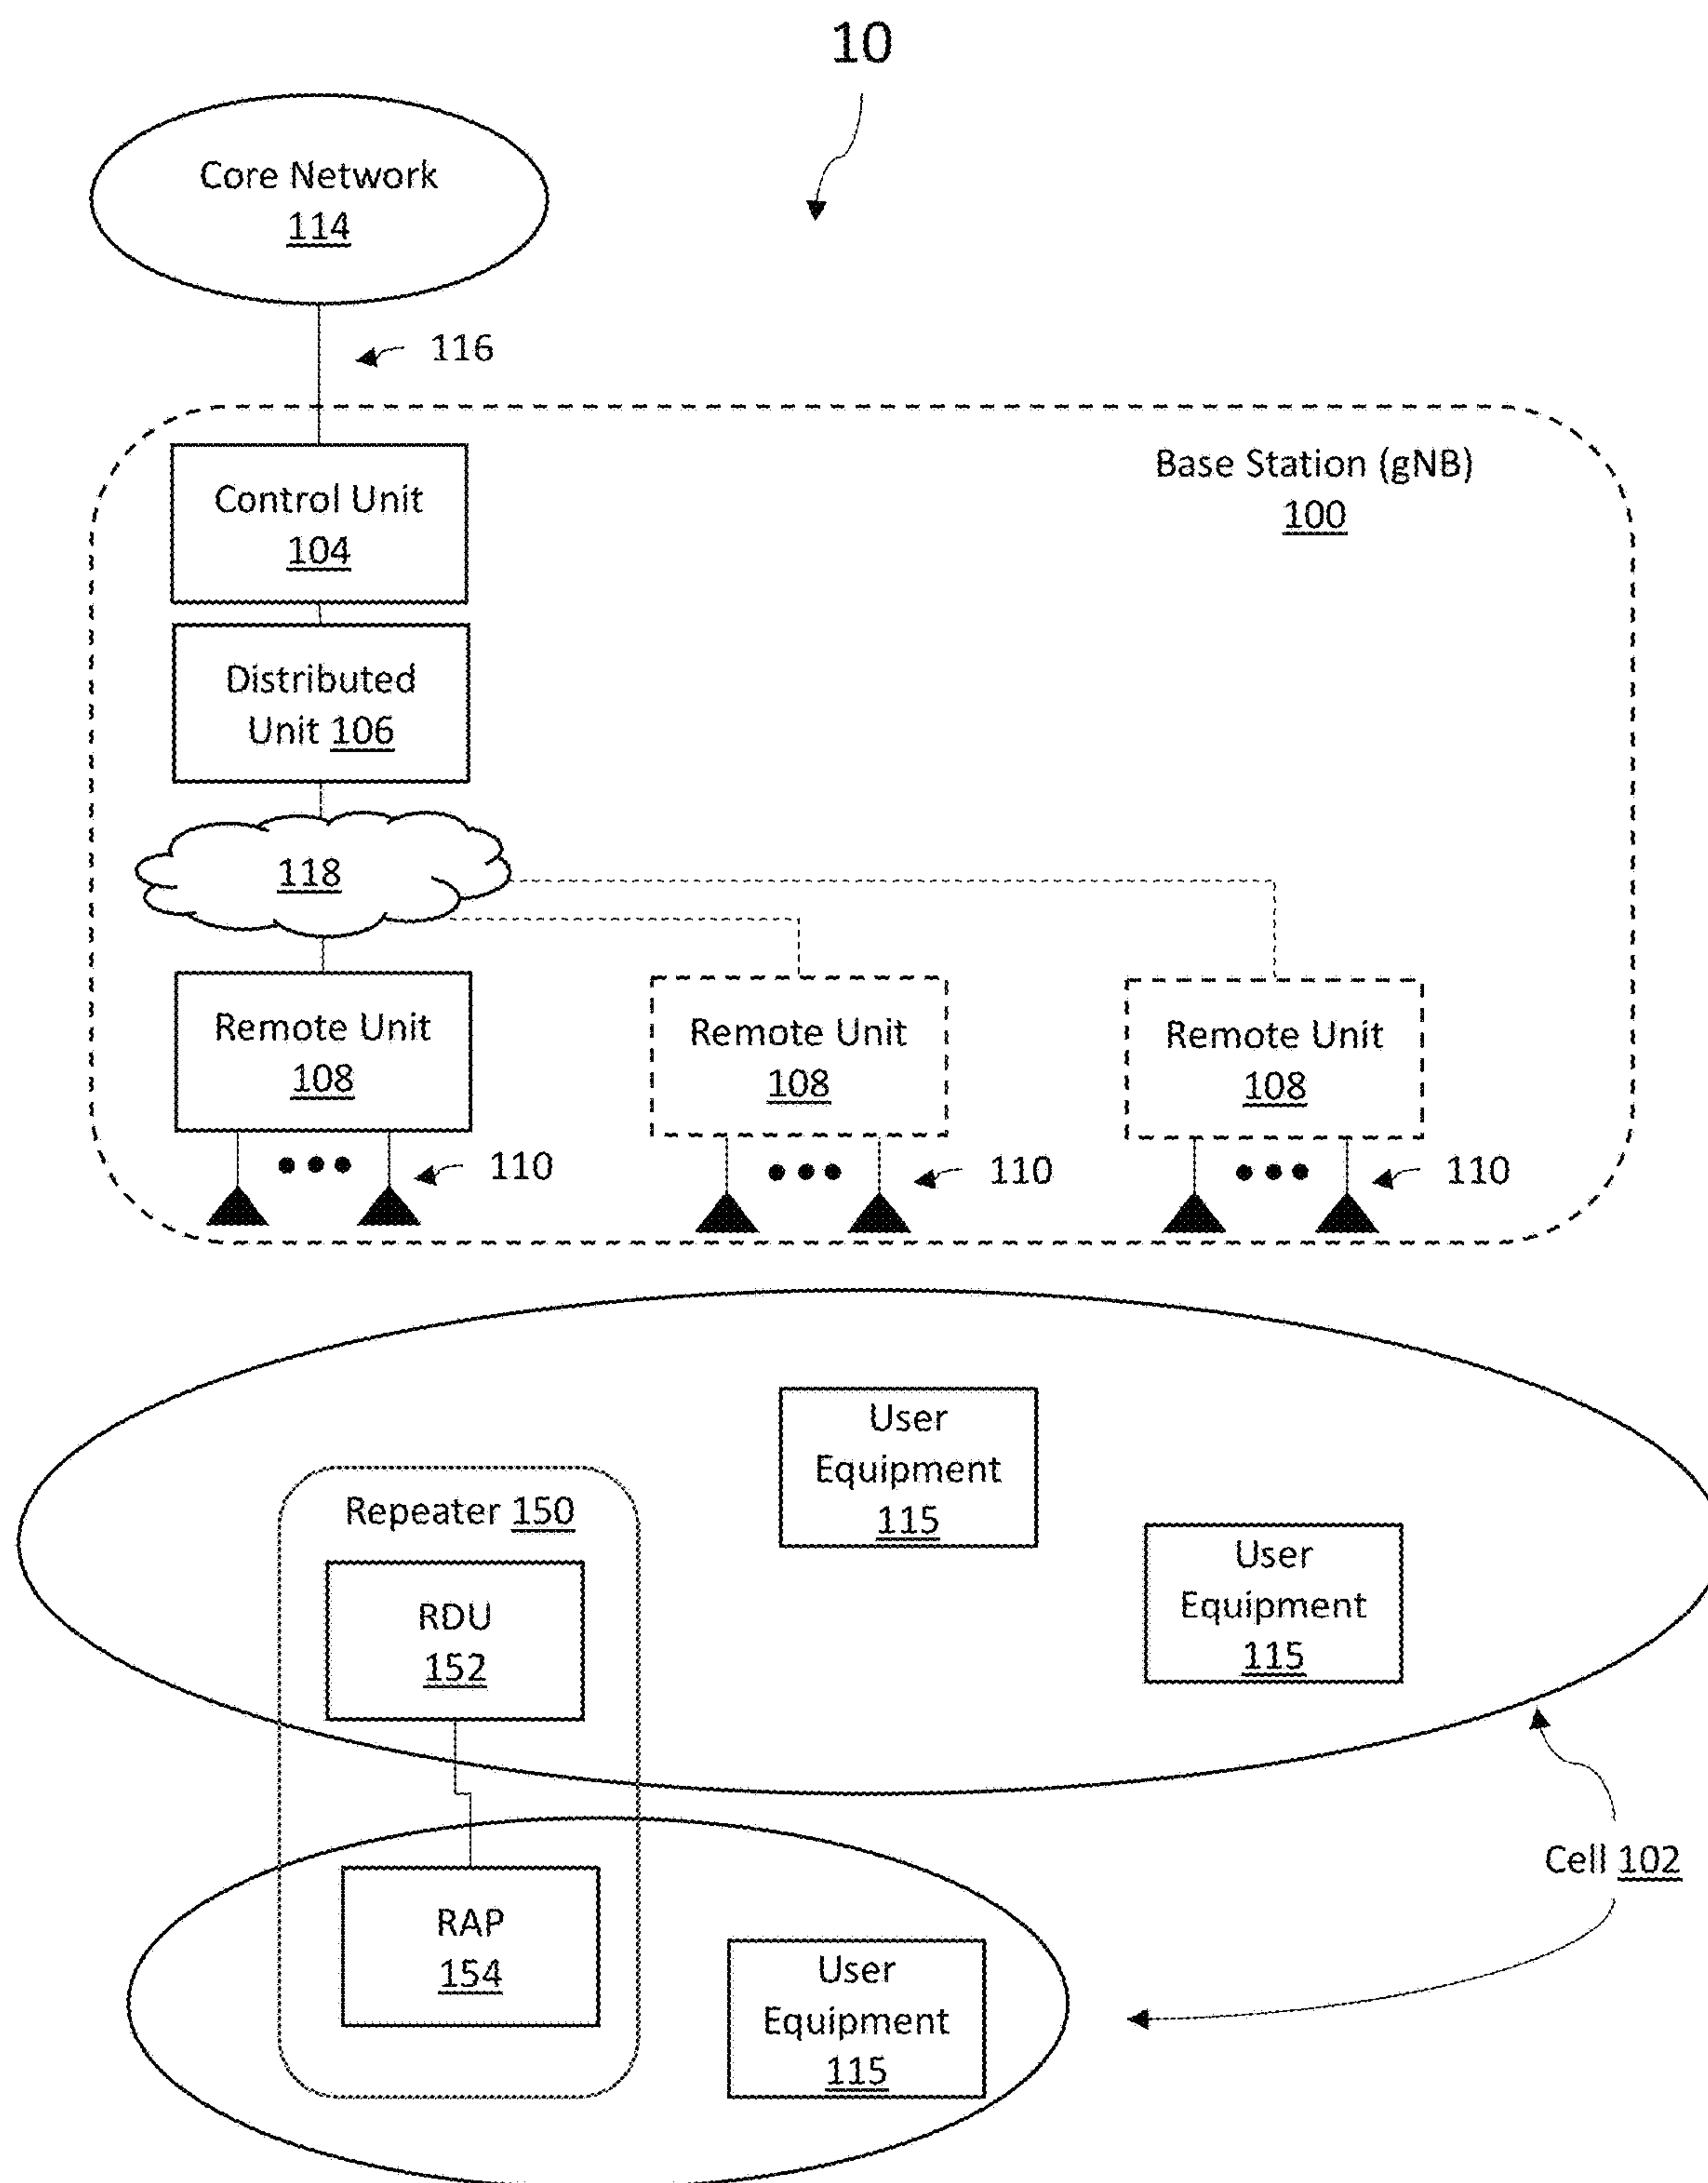 10
Core Network
114
116
Base Station (gNB)
100
Control Unit
104
Distributed
Unit 106
118
Remote Unit
108
Remote Unit
108
Remote Unit
108
110
110
110
User
Equipment
115
User
Equipment
115
Repeater 150
RDU
152
Cell 102
RAP
154
User
Equipment
115